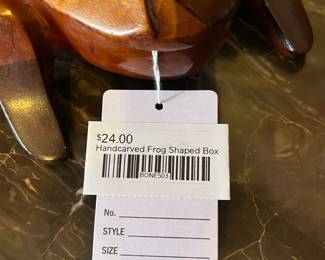 $24.00
Handcarved Frog Shaped Box
BONE503
No.
STYLE
SIZE